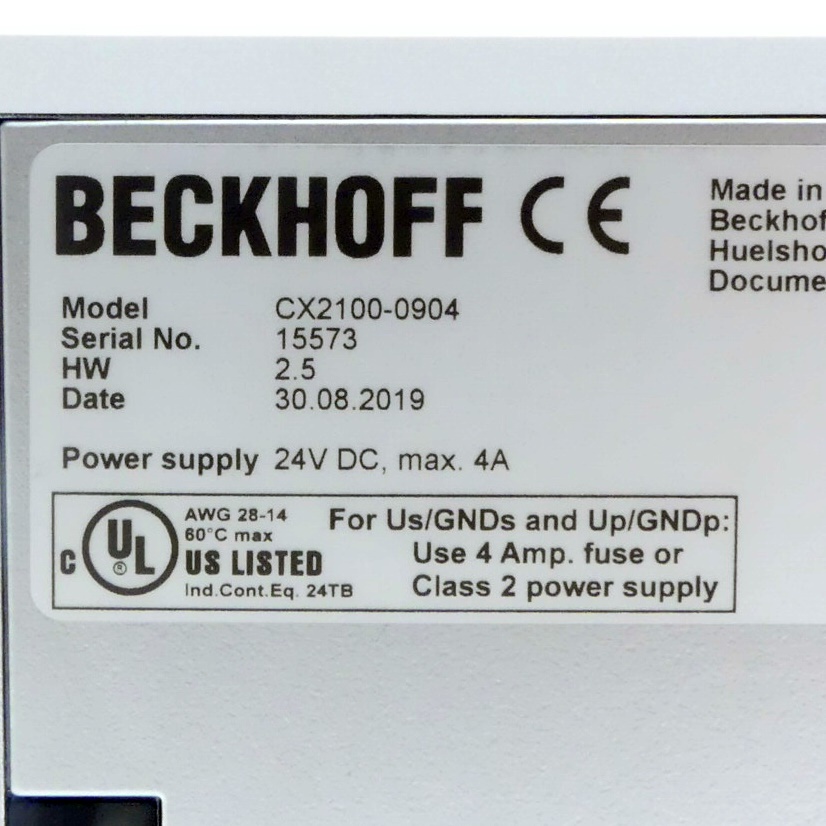 BECKHOFF CE
Made in
Beckhof
Huelsho
Docume
Model CX2100-0904
Serial No. 15573
HW 2.5
Date 30.08.2019
Power supply 24V DC, max. 4A
C UL ®
AWG 28-14
60°C max
US LISTED
Ind.Cont.Eq. 24TB
For Us/GNDs and Up/GNDp:
Use 4 Amp. fuse or
Class 2 power supply